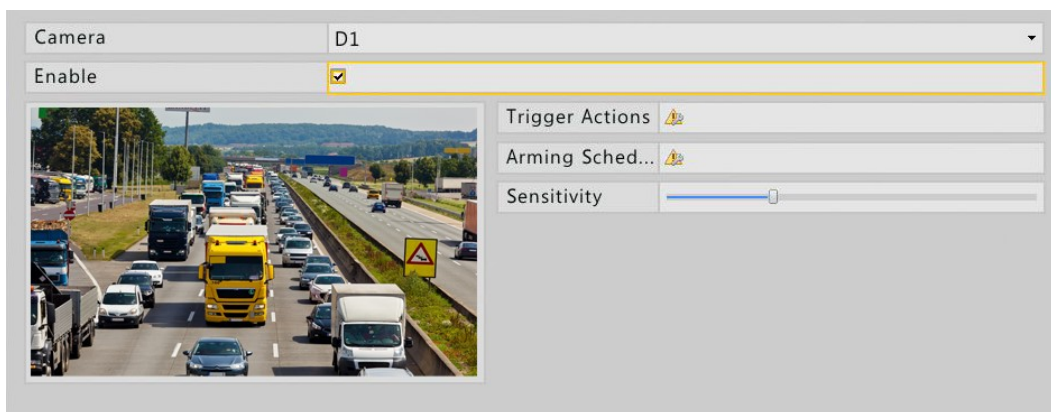 Camera D1
Enable
Trigger Actions
Arming Sched...
Sensitivity